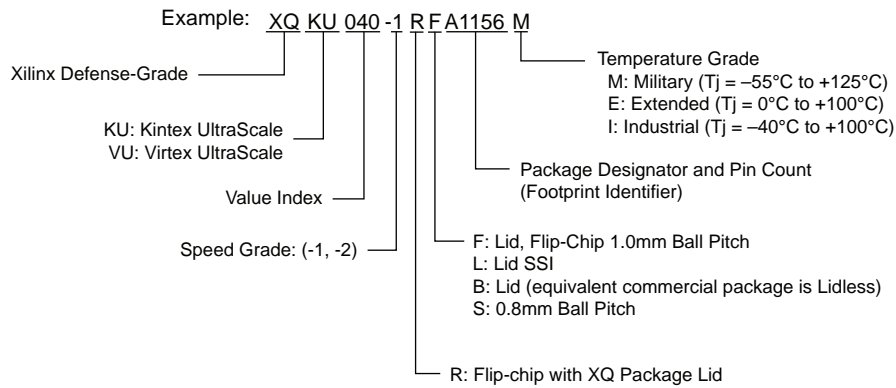 Example: XQ KU 040 -1 R F A1156 M
Temperature Grade
M: Military (Tj = –55°C to +125°C)
E: Extended (Tj = 0°C to +100°C)
I: Industrial (Tj = –40°C to +100°C)
Xilinx Defense-Grade
KU: Kintex UltraScale
VU: Virtex UltraScale
Package Designator and Pin Count
(Footprint Identifier)
Value Index
Speed Grade: (-1, -2)
F: Lid, Flip-Chip 1.0mm Ball Pitch
L: Lid SSI
B: Lid (equivalent commercial package is Lidless)
S: 0.8mm Ball Pitch
R: Flip-chip with XQ Package Lid